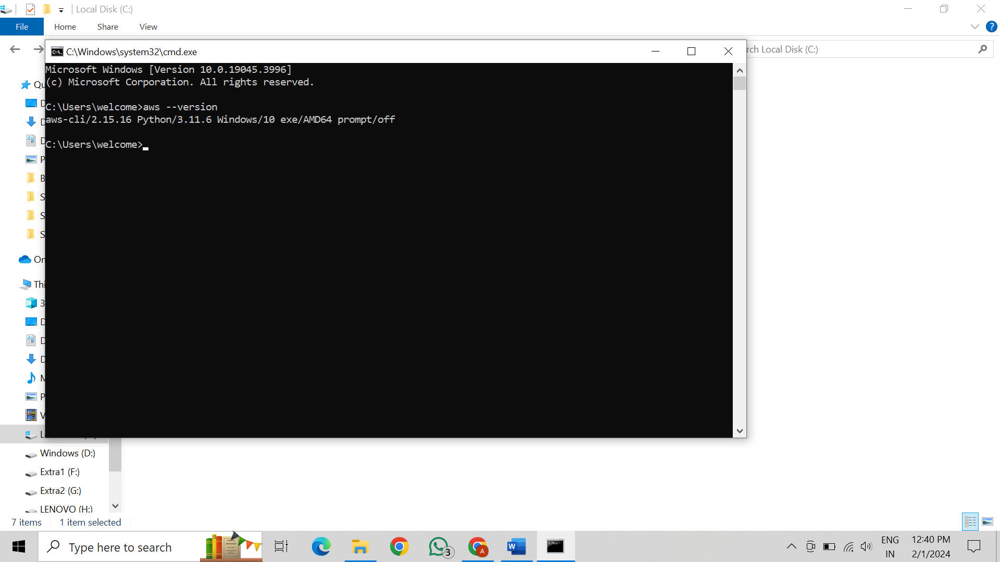 Local Disk (C:)
File Home Share View
C:\Windows\system32\cmd.exe
rch Local Disk (C:)
Microsoft Windows [Version 10.0.19045.3996]
(c) Microsoft Corporation. All rights reserved.
C:\Users\welcome>aws --version
aws-cli/2.15.16 Python/3.11.6 Windows/10 exe/AMD64 prompt/off
C:\Users\welcome>
Qu
D
D
D
P
B
S
S
S
On
Thi
3
D
D
D
M
P
V
Windows (D:)
Extra1 (F:)
Extra2 (G:)
LENOVO (H:)
7 items 1 item selected
Type here to search
3
A
ENG
IN
12:40 PM
2/1/2024